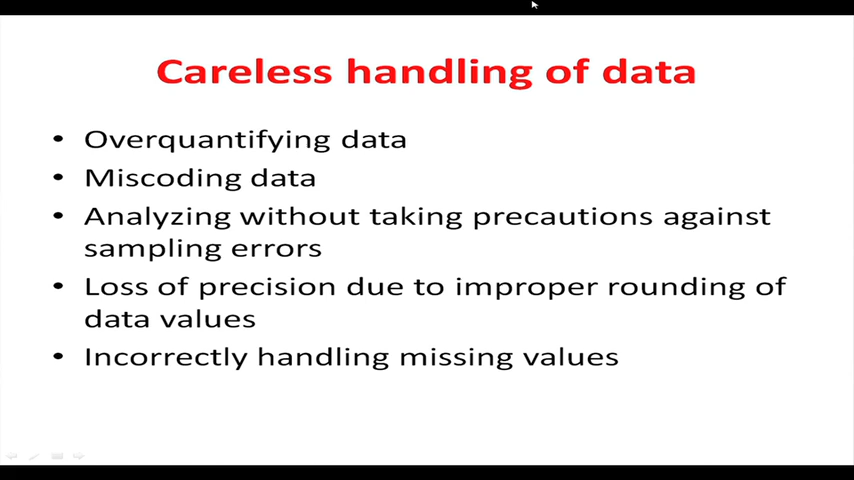 Careless handling of data
• Overquantifying data
• Miscoding data
• Analyzing without taking precautions against
sampling errors
• Loss of precision due to improper rounding of
data values
• Incorrectly handling missing values